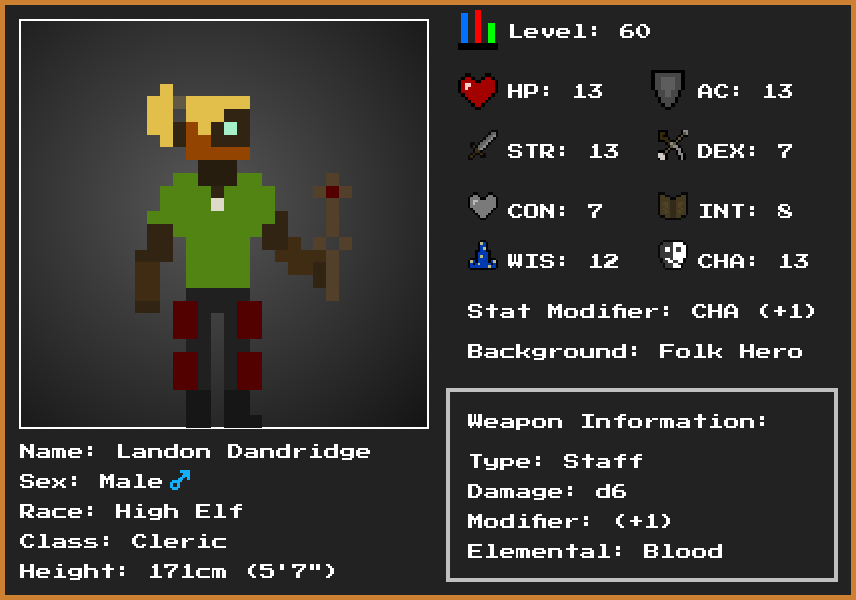 Level: 60
HP: 13 AC: 13
STR: 13 DEX: 7
CON: 7 INT: 8
WIS: 12 CHA: 13
Stat Modifier: CHA (+1)
Background: Folk Hero
Weapon Information:
Type: Staff
Damage: d6
Modifier: (+1)
Elemental: Blood
Name: Landon Dandridge
Sex: Male♂
Race: High Elf
Class: Cleric
Height: 171cm (5'7")